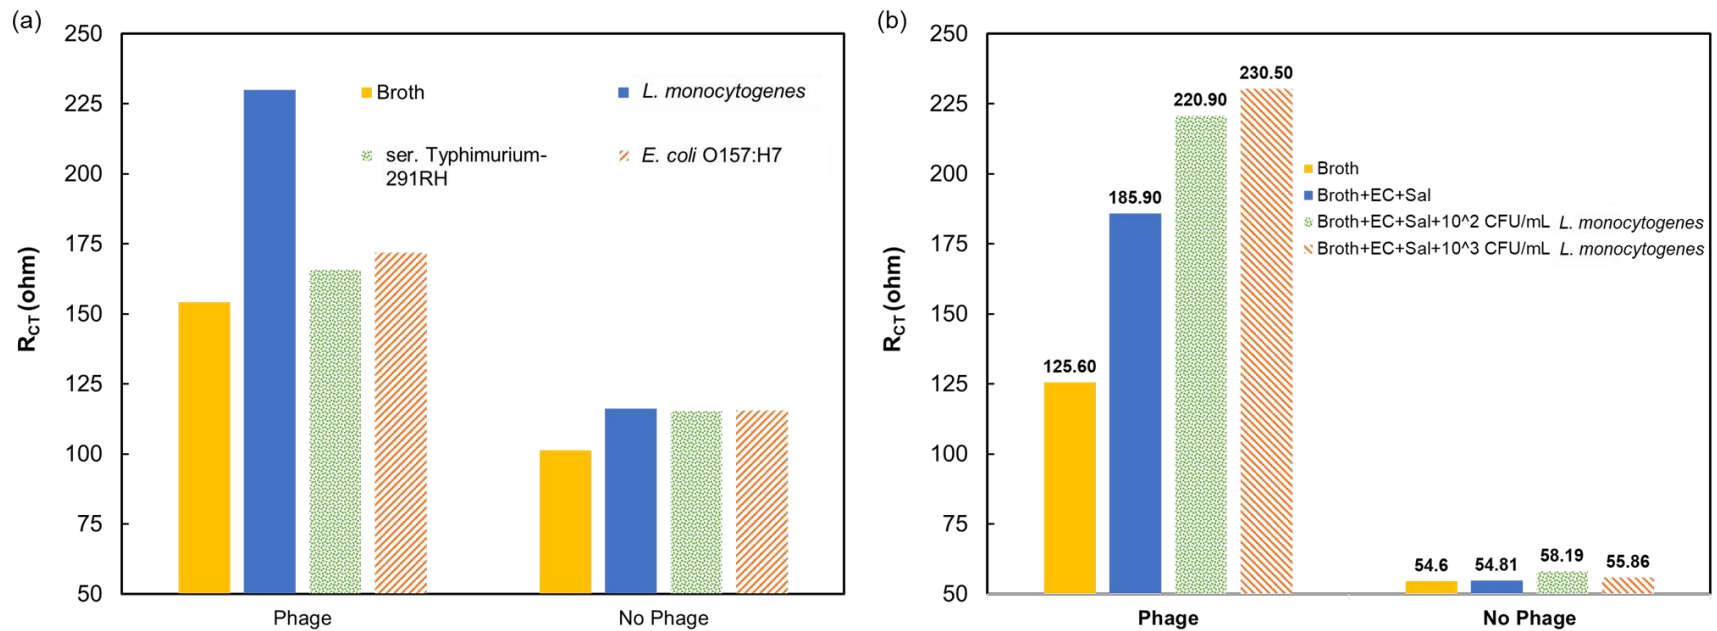 (a)
250
225
200
175
150
125
100
75
50
R_CT (ohm)
Broth
L. monocytogenes
ser. Typhimurium-
291RH
E. coli O157:H7
Phage
No Phage
(b)
250
225
200
175
150
125
100
75
50
R_CT (ohm)
125.60
185.90
220.90
230.50
54.6
54.81
58.19
55.86
Broth
Broth+EC+Sal
Broth+EC+Sal+10^2 CFU/mL L. monocytogenes
Broth+EC+Sal+10^3 CFU/mL L. monocytogenes
Phage
No Phage